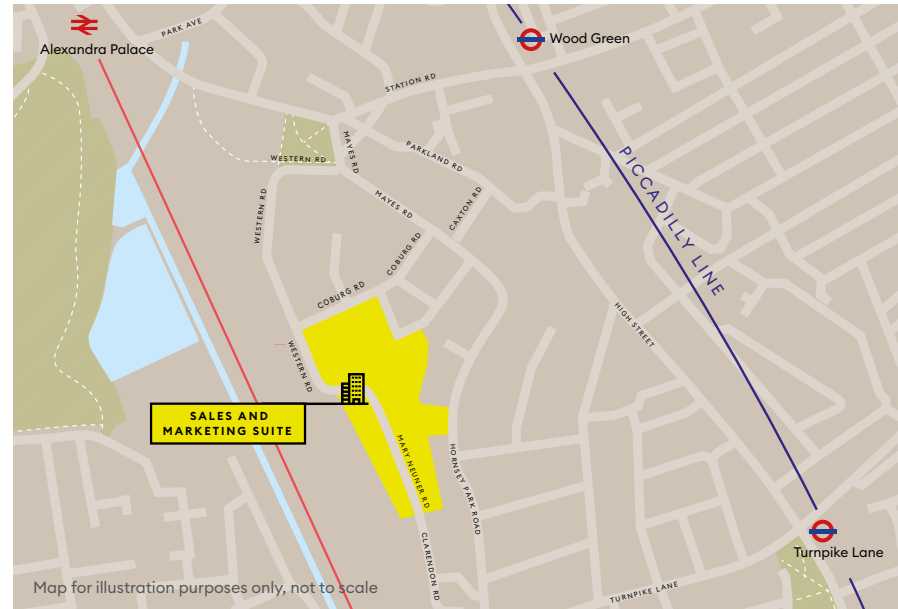 PARK AVE
Alexandra Palace
Wood Green
STATION RD
MAYES RD
PARKLAND RD
WESTERN RD
PICCADILLY LINE
WESTERN RD
MAYES RD
CAXTON RD
COBURG RD
COBURG RD
HIGH STREET
WESTERN RD
SALES AND
MARKETING SUITE
MARY NEUNER RD
HORNSEY PARK ROAD
CLARENDON RD
Turnpike Lane
TURNPIKE LANE
Map for illustration purposes only, not to scale